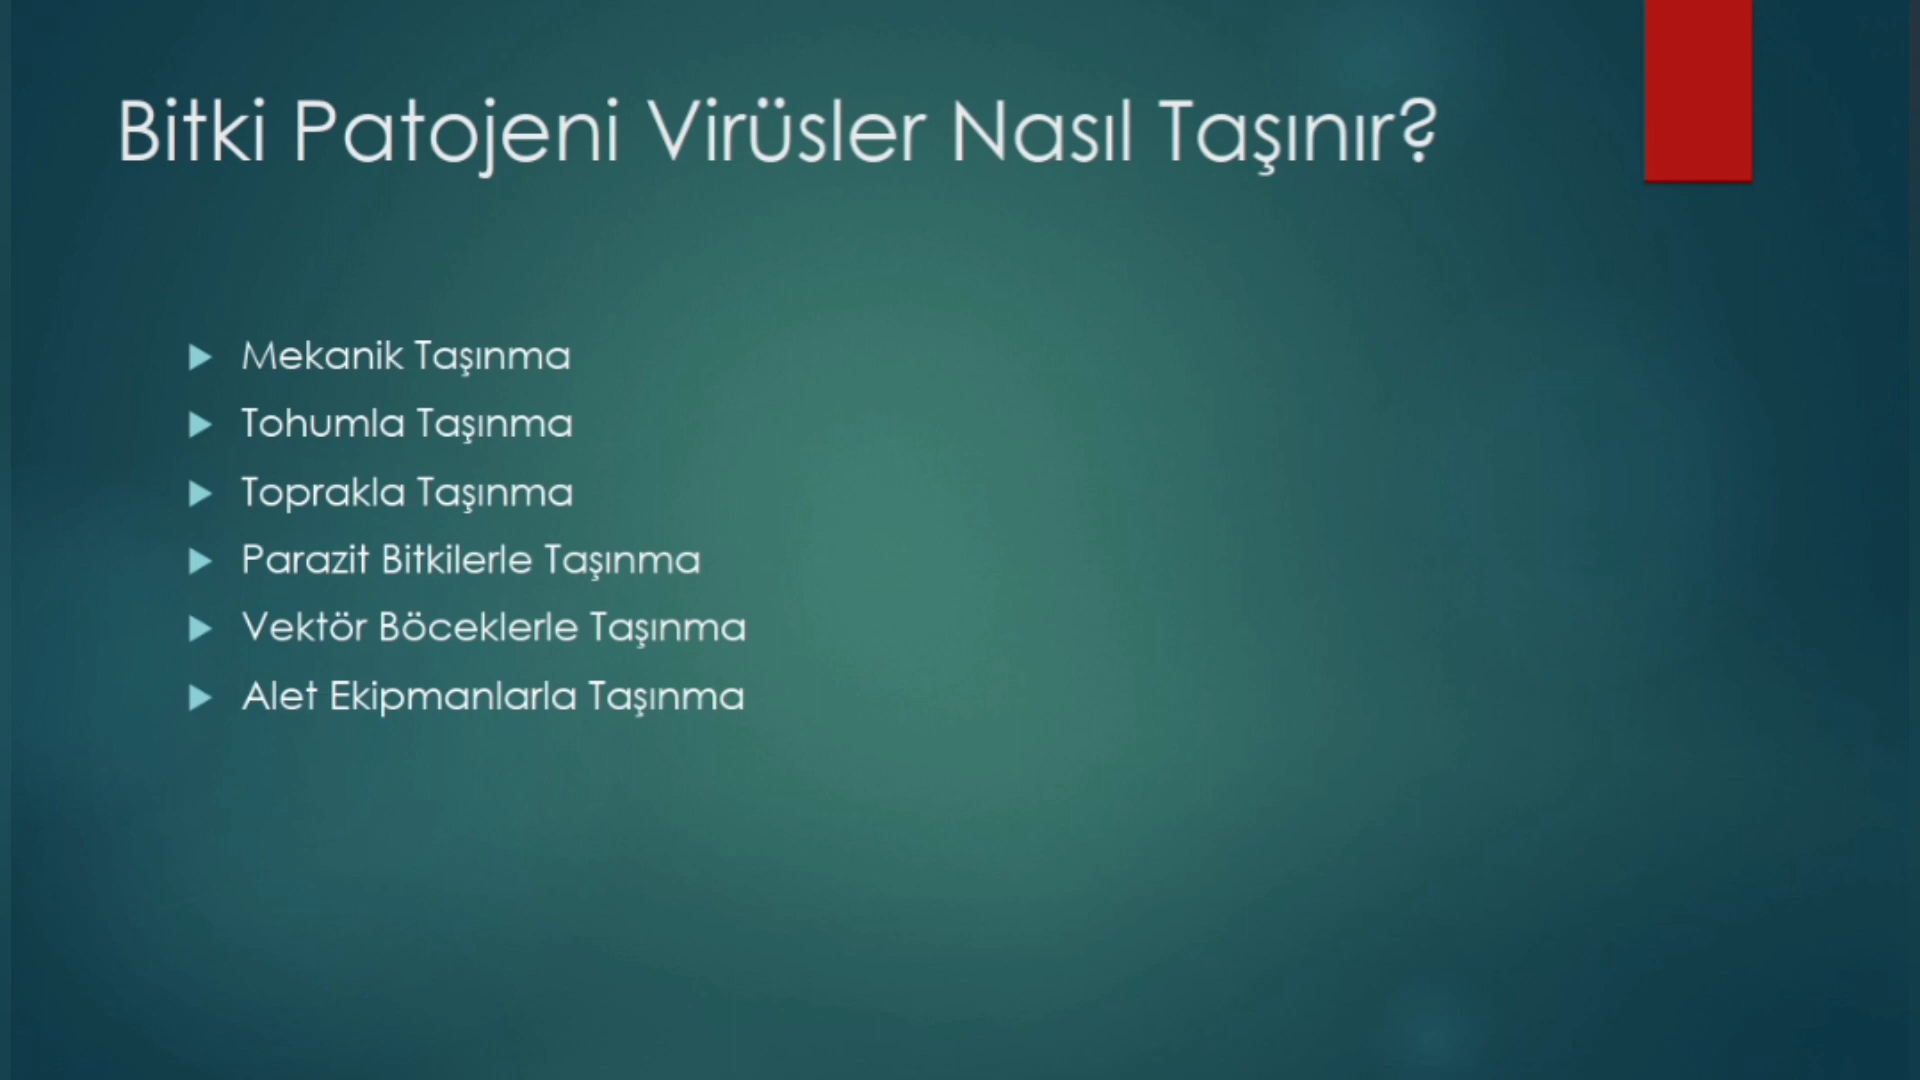 Bitki Patojeni Virüsler Nasıl Taşınır?
Mekanik Taşınma
Tohumla Taşınma
Toprakla Taşınma
Parazit Bitkilerle Taşınma
Vektör Böceklerle Taşınma
Alet Ekipmanlarla Taşınma